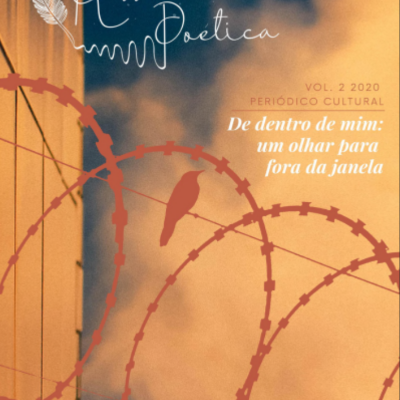 Poética
VOL. 2 2020
PERIÓDICO CULTURAL
De dentro de mim:
um olhar para
fora da janela